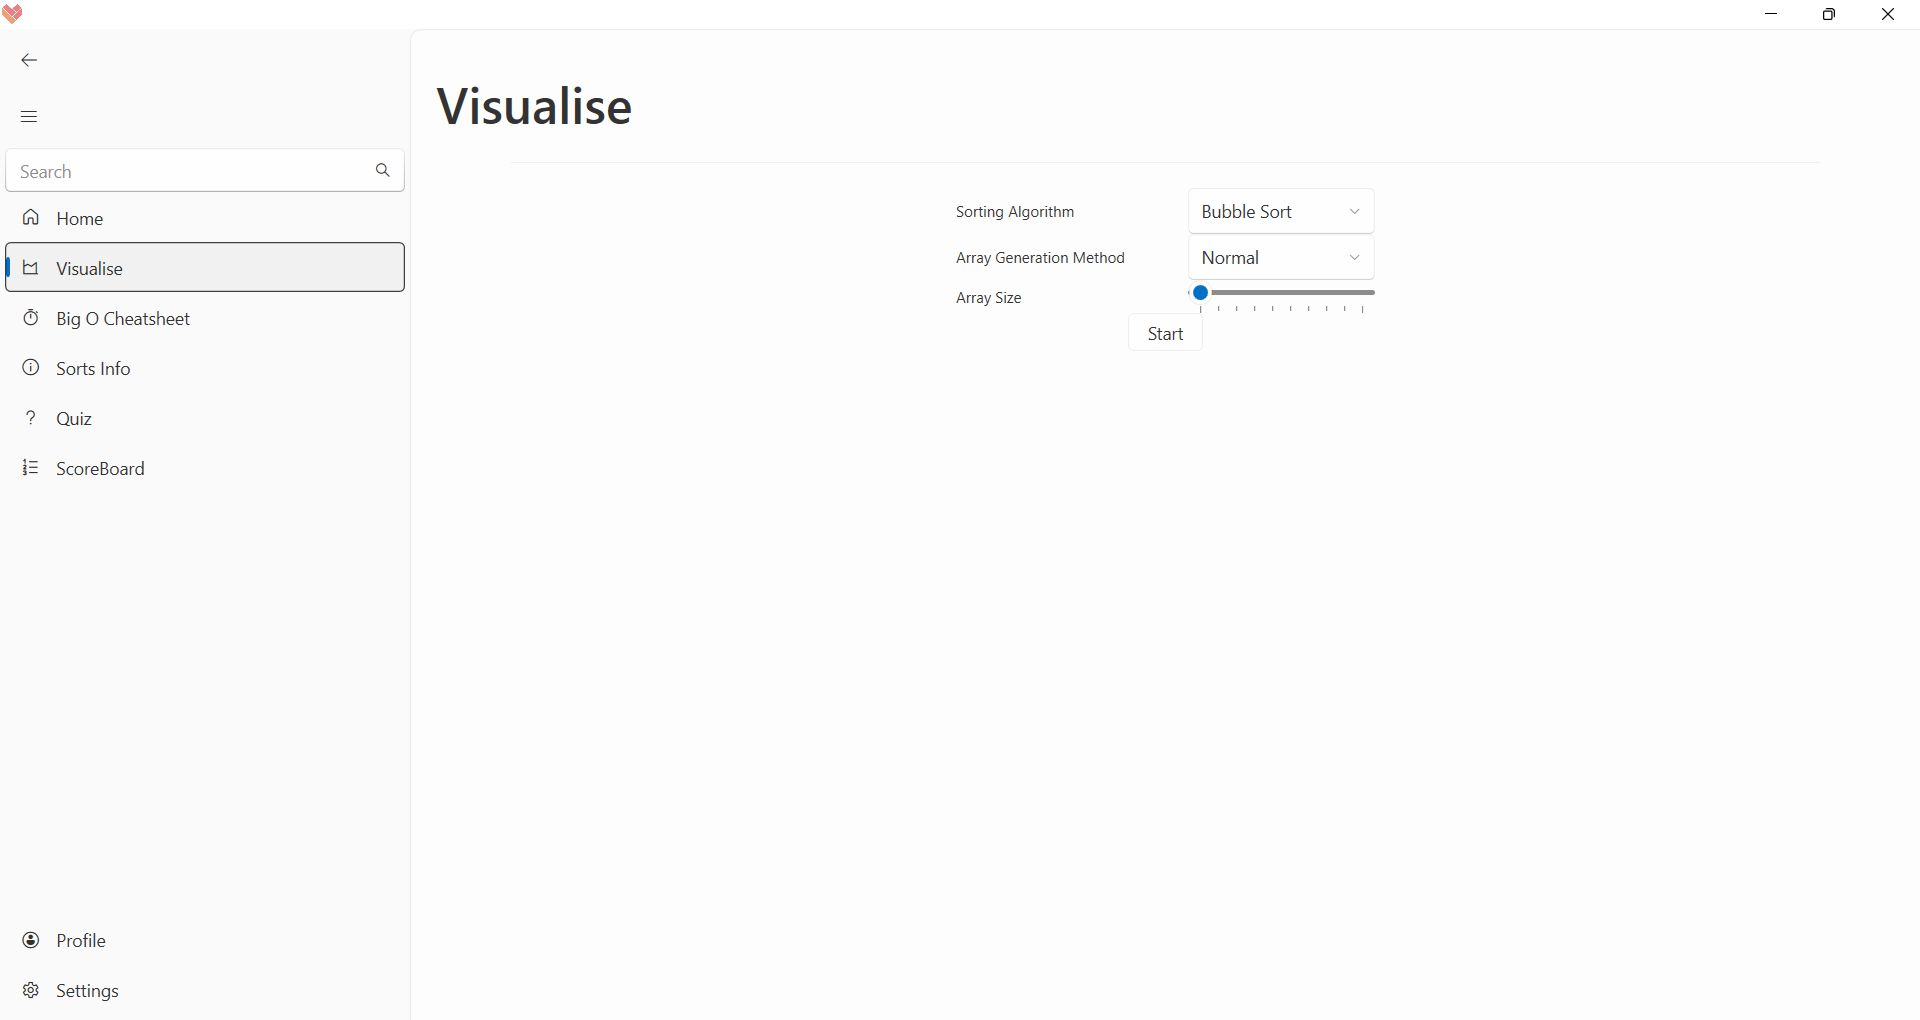 Visualise
Search
Home
Visualise
Big O Cheatsheet
Sorts Info
Quiz
ScoreBoard
Profile
Settings
Sorting Algorithm
Bubble Sort
Array Generation Method
Normal
Array Size
Start